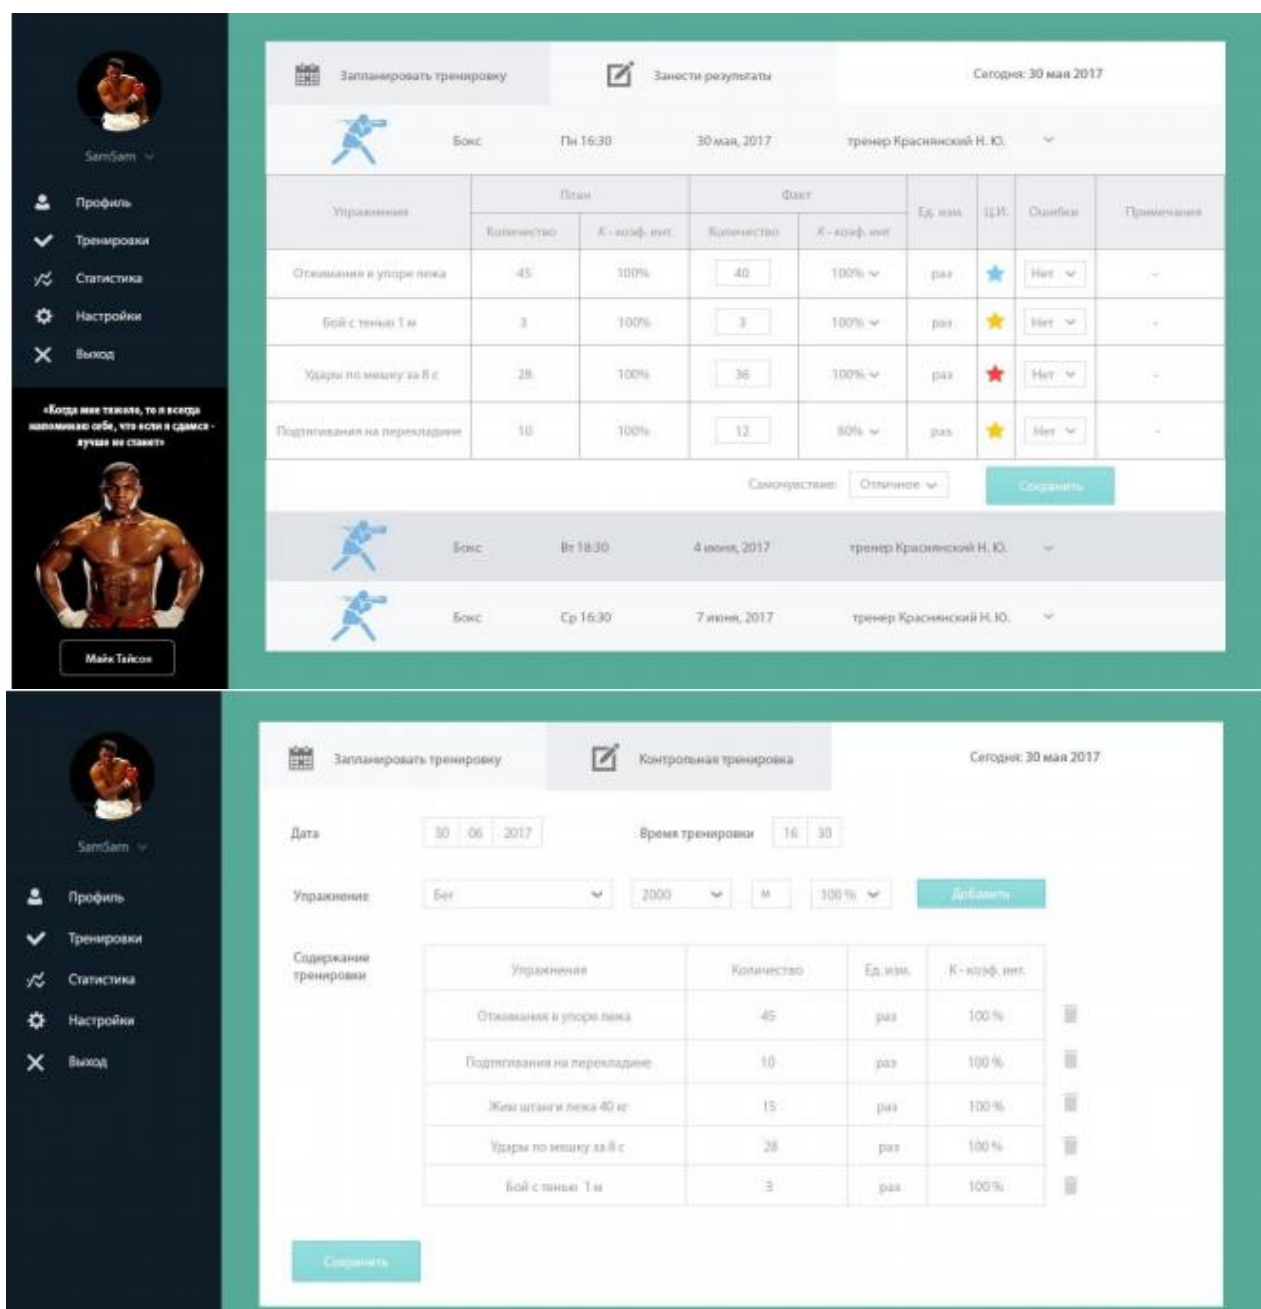 SamSam
Профиль
Тренировки
Статистика
Настройки
Выход
«Когда мне тяжело, то я всегда
напоминаю себе, что если я сдамся -
лучше не станет»
Майк Тайсон
Запланировать тренировку
Занести результаты
Сегодня: 30 мая 2017
Бокс Пн 16:30 30 мая, 2017 тренер Краснянский Н. Ю.
Упражнения План Факт Ед. изм. Ц.И. Ошибки Примечания
Количество К - коэф. инт. Количество К - коэф. инт
Отжимания в упоре лежа 45 100% 40 100% раз Нет -
Бой с тенью 1 м 3 100% 3 100% раз Нет -
Удары по мешку за 8 с 28 100% 36 100% раз Нет -
Подтягивания на перекладине 10 100% 12 80% раз Нет -
Самочувствие: Отличное Сохранить
Бокс Вт 18:30 4 июня, 2017 тренер Краснянский Н. Ю.
Бокс Ср 16:30 7 июня, 2017 тренер Краснянский Н. Ю.
SamSam
Профиль
Тренировки
Статистика
Настройки
Выход
Запланировать тренировку
Контрольная тренировка
Сегодня: 30 мая 2017
Дата 30 06 2017 Время тренировки 16 30
Упражнение Бег 2000 м 100 % Добавить
Содержание
тренировки
Упражнения Количество Ед. изм. К - коэф. инт.
Отжимания в упоре лежа 45 раз 100 %
Подтягивания на перекладине 10 раз 100 %
Жим штанги лежа 40 кг 15 раз 100 %
Удары по мешку за 8 с 28 раз 100 %
Бой с тенью 1 м 3 раз 100 %
Сохранить